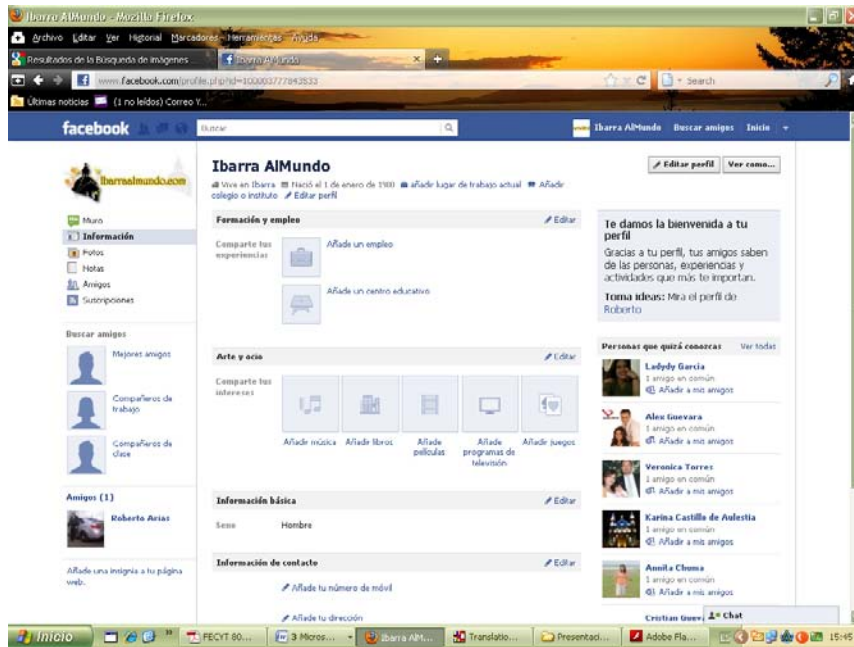 Ibarra AlMundo - Mozilla Firefox
Archivo Editar Ver Historial Marcadores Herramientas Ayuda
Resultados de la Búsqueda de imágenes ...
Ibarra AlMundo
www.facebook.com/profile.php?id=100003777843533
Search
Últimas noticias (1 no leídos) Correo Y...
facebook
Buscar
Ibarra AlMundo Buscar amigos Inicio
Ibarraalmundo.com
Muro
Información
Fotos
Notas
Amigos
Suscripciones
Buscar amigos
Mejores amigos
Compañeros de
trabajo
Compañeros de
clase
Amigos (1)
Roberto Arias
Añade una insignia a tu página
web.
Ibarra AlMundo
Vive en Ibarra Nació el 1 de enero de 1980 añadir lugar de trabajo actual Añadir
colegio o instituto Editar perfil
Formación y empleo Editar
Comparte tus
experiencias
Añade un empleo
Añade un centro educativo
Arte y ocio Editar
Comparte tus
intereses
Añadir música
Añadir libros
Añade
películas
Añade
programas de
televisión
Añadir juegos
Información básica Editar
Sexo Hombre
Información de contacto Editar
Añade tu número de móvil
Añade tu dirección
Editar perfil Ver como...
Te damos la bienvenida a tu
perfil
Gracias a tu perfil, tus amigos saben
de las personas, experiencias y
actividades que más te importan.
Toma ideas: Mira el perfil de
Roberto
Personas que quizá conozcas Ver todas
Ladydy Garcia
1 amigo en común
Añadir a mis amigos
Alex Guevara
1 amigo en común
Añadir a mis amigos
Veronica Torres
1 amigo en común
Añadir a mis amigos
Karina Castillo de Aulestia
1 amigo en común
Añadir a mis amigos
Annita Chuma
1 amigo en común
Añadir a mis amigos
Cristian
Chat
Inicio
FECYT 80...
3 Micros...
Ibarra AlM...
Translatio...
Presentaci...
Adobe Fla...
ES
15:45